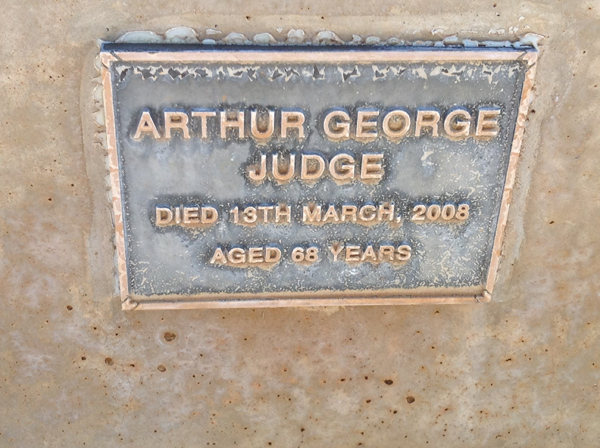 ARTHUR GEORGE
JUDGE
DIED 13TH MARCH, 2008
AGED 68 YEARS